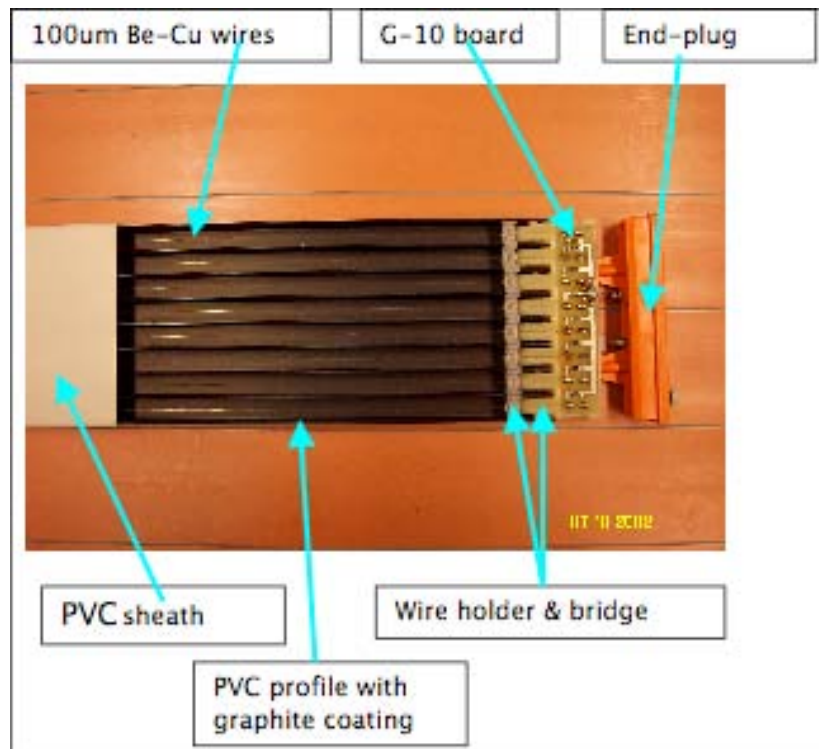 100um Be-Cu wires
G-10 board
End-plug
PVC sheath
Wire holder & bridge
PVC profile with
graphite coating